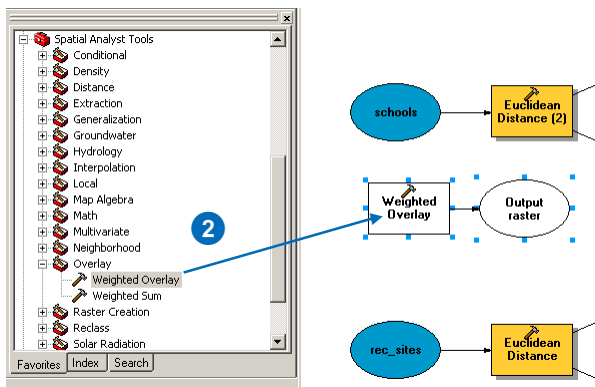 Spatial Analyst Tools
Conditional
Density
Distance
Extraction
Generalization
Groundwater
Hydrology
Interpolation
Local
Map Algebra
Math
Multivariate
Neighborhood
Overlay
Weighted Overlay
Weighted Sum
Raster Creation
Reclass
Solar Radiation
Favorites Index Search
2
schools
Euclidean
Distance (2)
Weighted
Overlay
Output
raster
rec_sites
Euclidean
Distance